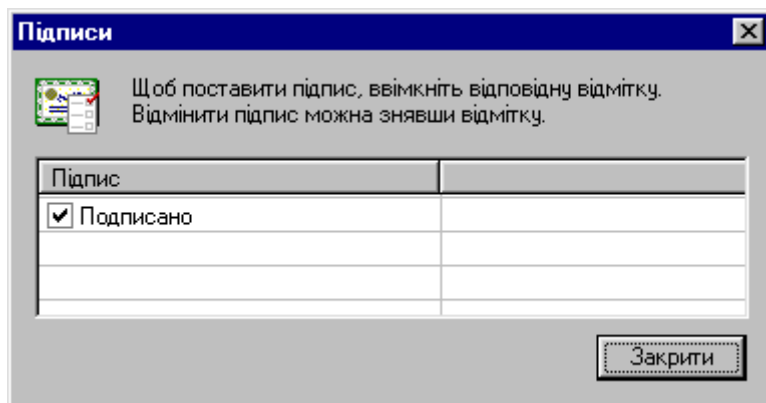 Підписи
Щоб поставити підпис, ввімкніть відповідну відмітку.
Відмінити підпис можна знявши відмітку.
Підпис
Подписано
Закрити